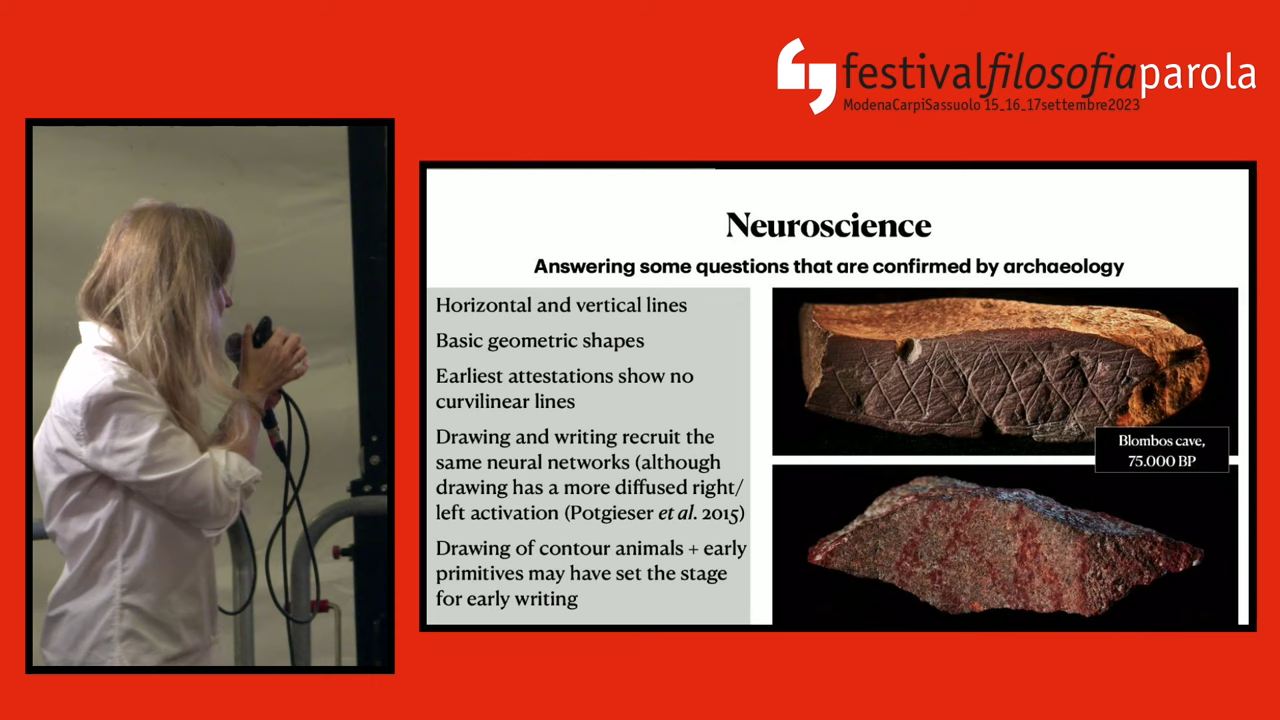 festivalfilosofiaparola
ModenaCarpiSassuolo 15_16_17settembre2023
Neuroscience
Answering some questions that are confirmed by archaeology
Horizontal and vertical lines
Basic geometric shapes
Earliest attestations show no
curvilinear lines
Drawing and writing recruit the
same neural networks (although
drawing has a more diffused right/
left activation (Potgieser et al. 2015)
Drawing of contour animals + early
primitives may have set the stage
for early writing
Blombos cave,
75.000 BP